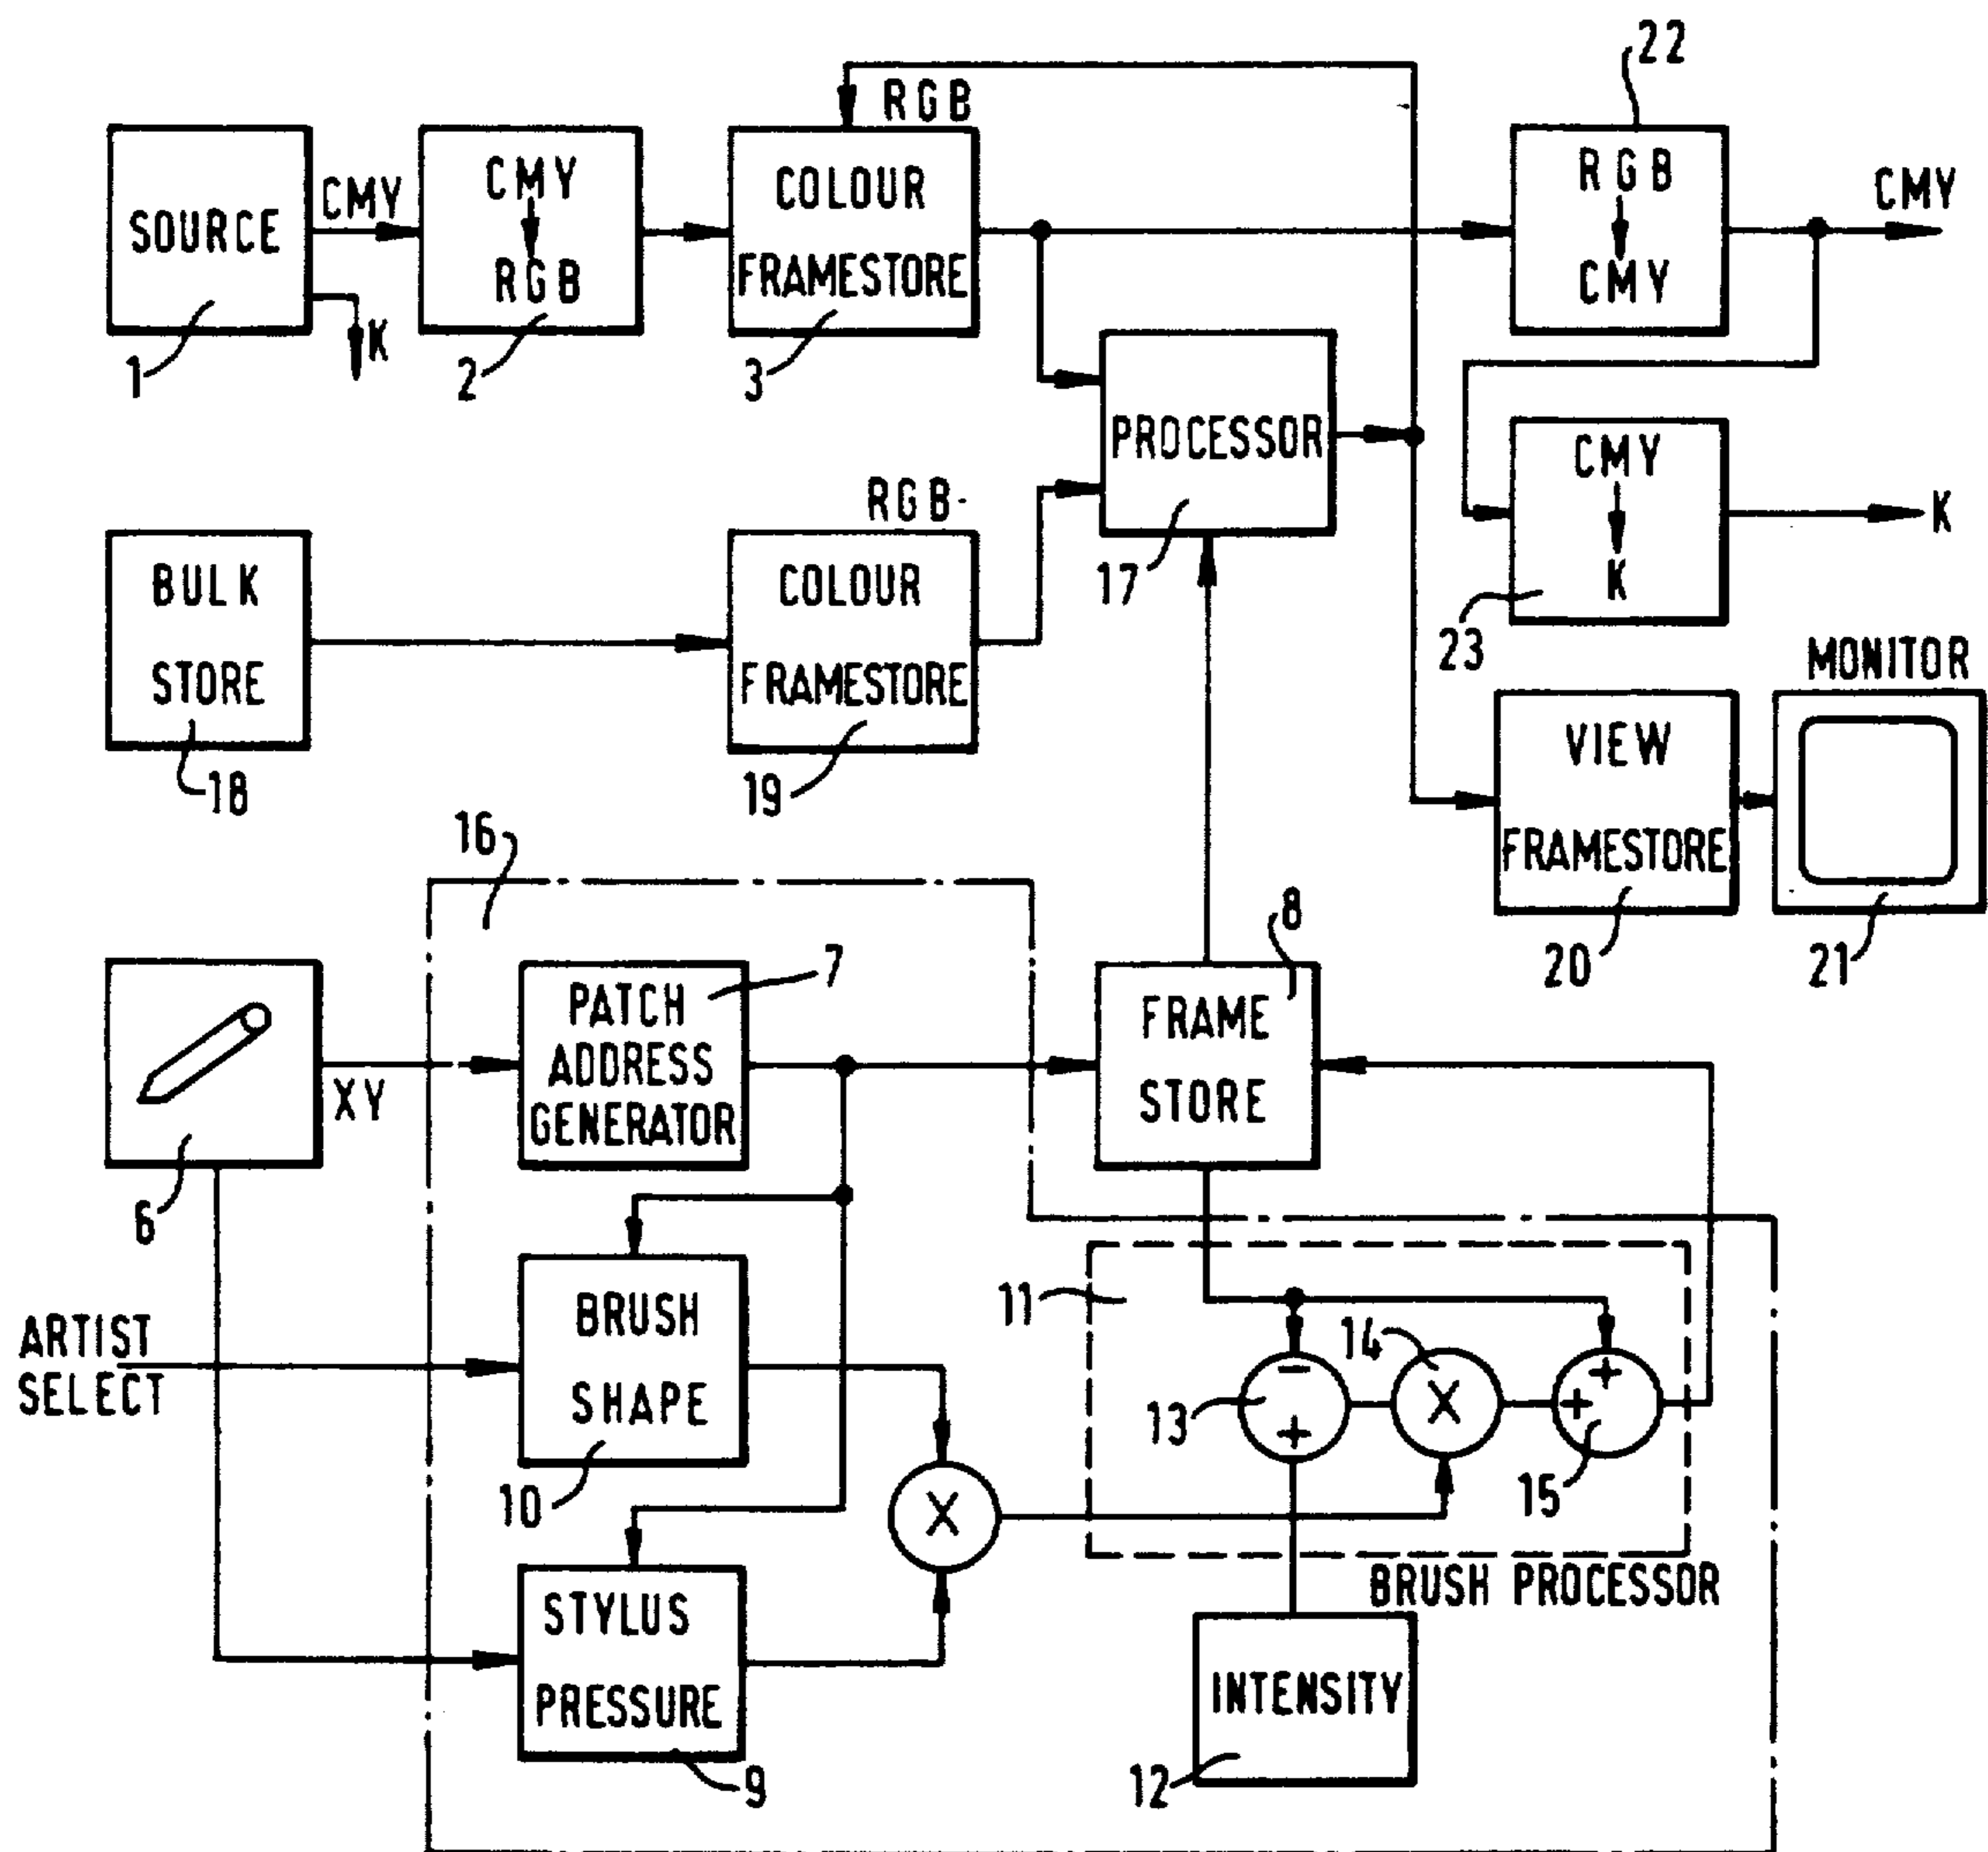 22
RGB
SOURCE
CMY
K
1
CMY
RGB
2
COLOUR
FRAMESTORE
3
RGB
CMY
CMY
PROCESSOR
17
CMY
K
K
23
BULK
STORE
18
RGB
COLOUR
FRAMESTORE
19
MONITOR
VIEW
FRAMESTORE
20
21
16
6
XY
PATCH
ADDRESS
GENERATOR
7
FRAME
STORE
8
ARTIST
SELECT
BRUSH
SHAPE
10
X
STYLUS
PRESSURE
9
11
13
−
+
14
X
+
+
15
BRUSH PROCESSOR
INTENSITY
12